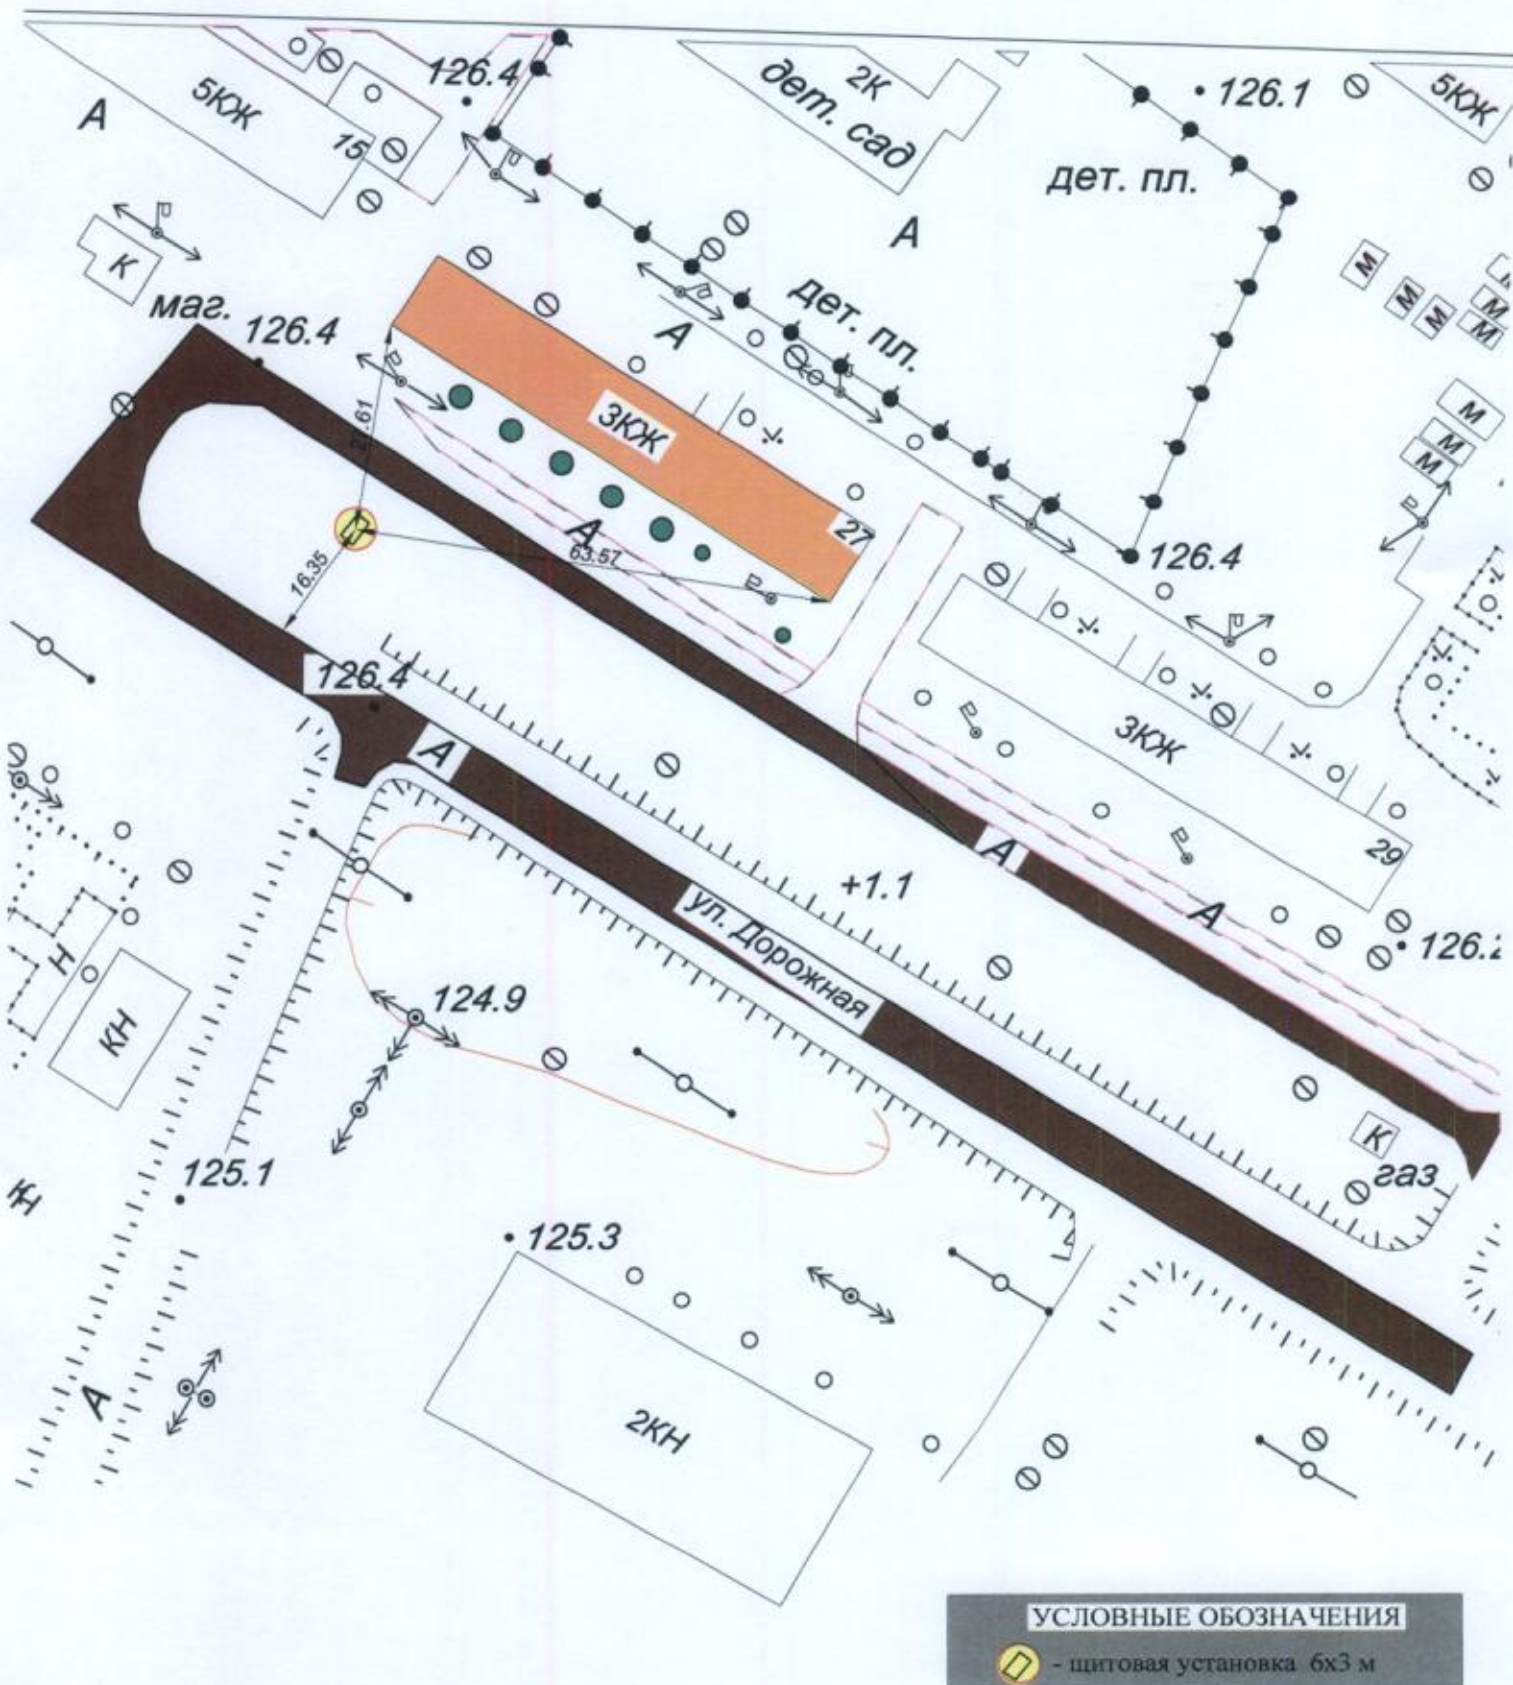 126.4
5КЖ
15
А
2К
дет. сад
126.1
5КЖ
дет. пл.
А
К
маг.
126.4
дет. пл.
А
М
М
М
М
М
М
М
М
3КЖ
27
А
63.57
16.35
126.4
126.4
А
3КЖ
29
А
+1.1
ул. Дорожная
А
126.2
Н
КН
124.9
К
газ
125.1
125.3
А
2КН
УСЛОВНЫЕ ОБОЗНАЧЕНИЯ
- щитовая установка 6х3 м